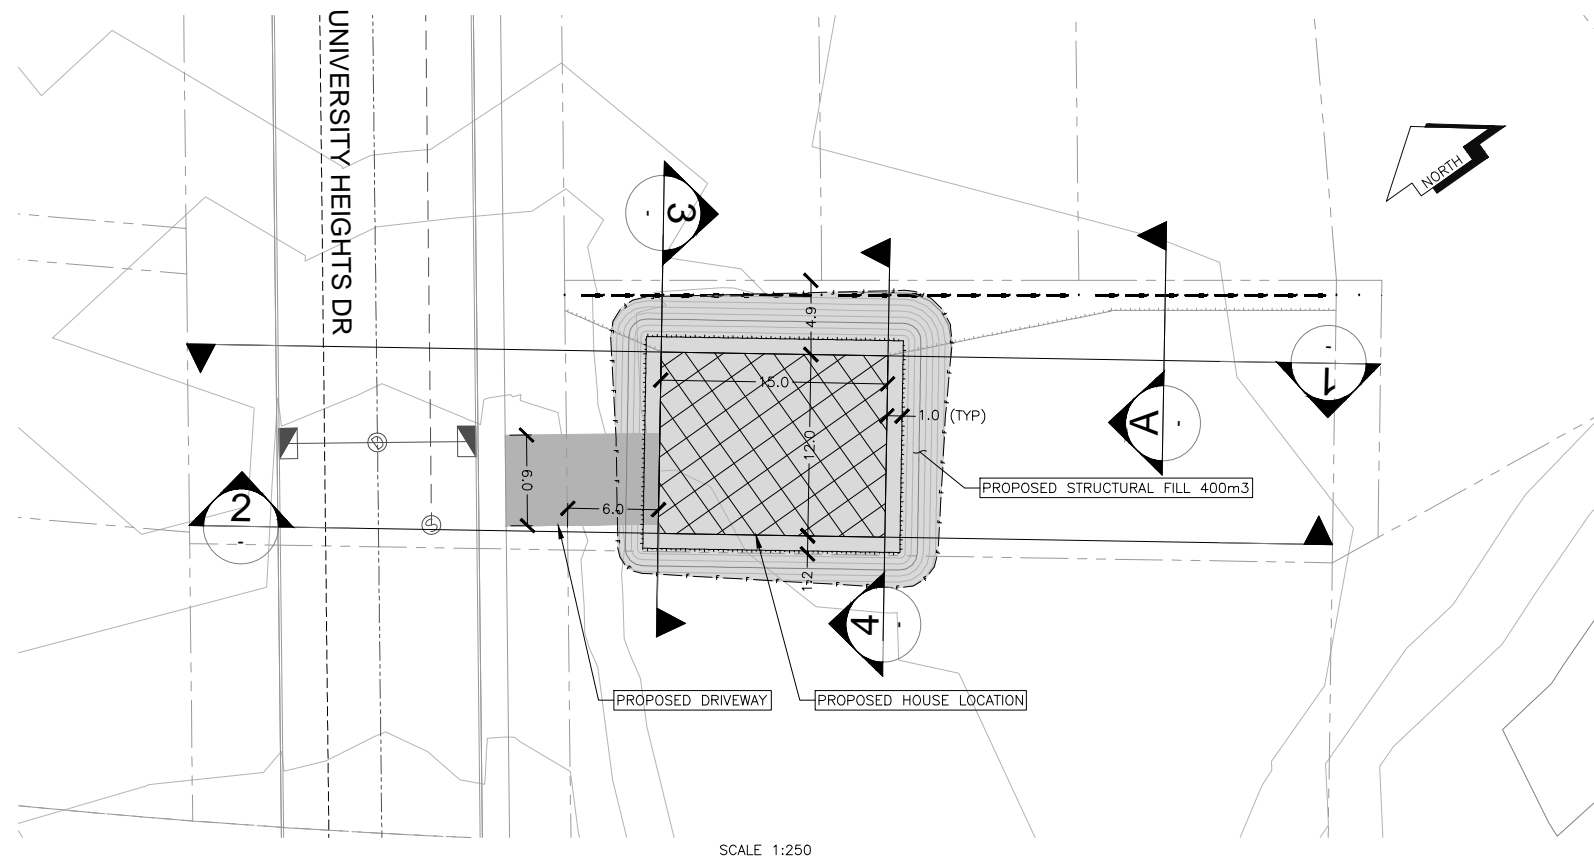 UNIVERSITY HEIGHTS DR
NORTH
3
-
4.9
1
-
15.0
1.0 (TYP)
A
-
12.0
D
6.0
PROPOSED STRUCTURAL FILL 400m3
2
-
6.0
S
1.2
4
-
PROPOSED DRIVEWAY
PROPOSED HOUSE LOCATION
SCALE 1:250